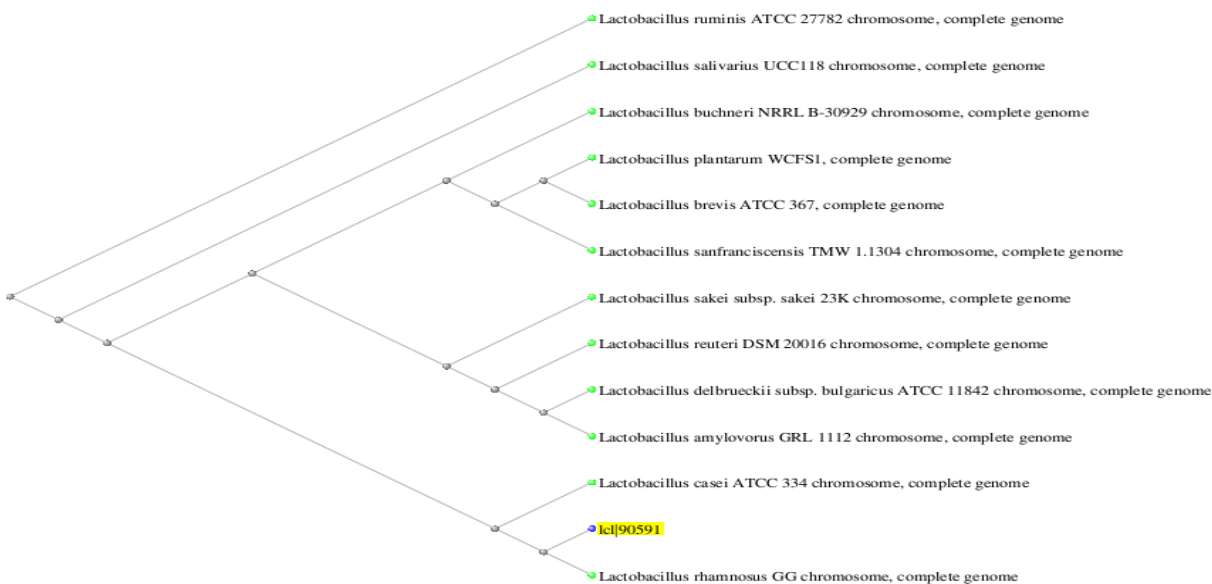 Lactobacillus ruminis ATCC 27782 chromosome, complete genome
Lactobacillus salivarius UCC118 chromosome, complete genome
Lactobacillus buchneri NRRL B-30929 chromosome, complete genome
Lactobacillus plantarum WCFS1, complete genome
Lactobacillus brevis ATCC 367, complete genome
Lactobacillus sanfranciscensis TMW 1.1304 chromosome, complete genome
Lactobacillus sakei subsp. sakei 23K chromosome, complete genome
Lactobacillus reuteri DSM 20016 chromosome, complete genome
Lactobacillus delbrueckii subsp. bulgaricus ATCC 11842 chromosome, complete genome
Lactobacillus amylovorus GRL 1112 chromosome, complete genome
Lactobacillus casei ATCC 334 chromosome, complete genome
lcl|90591
Lactobacillus rhamnosus GG chromosome, complete genome